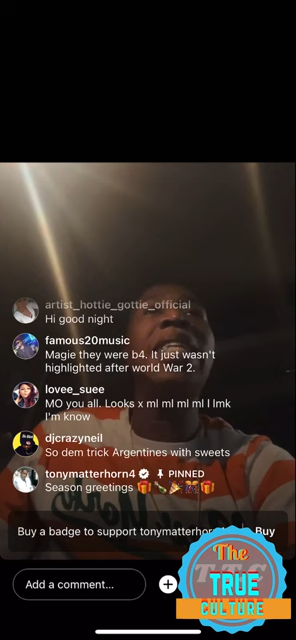 artist_hottie_gottie_official
Hi good night
famous20music
Magie they were b4. It just wasn't
highlighted after world War 2.
lovee_suee
MO you all. Looks x ml ml ml ml l lmk
I'm know
djcrazyneil
So dem trick Argentines with sweets
tonymatterhorn4 PINNED
Season greetings
Buy a badge to support tonymatterho
Buy
Add a comment...
The
TRUE
CULTURE